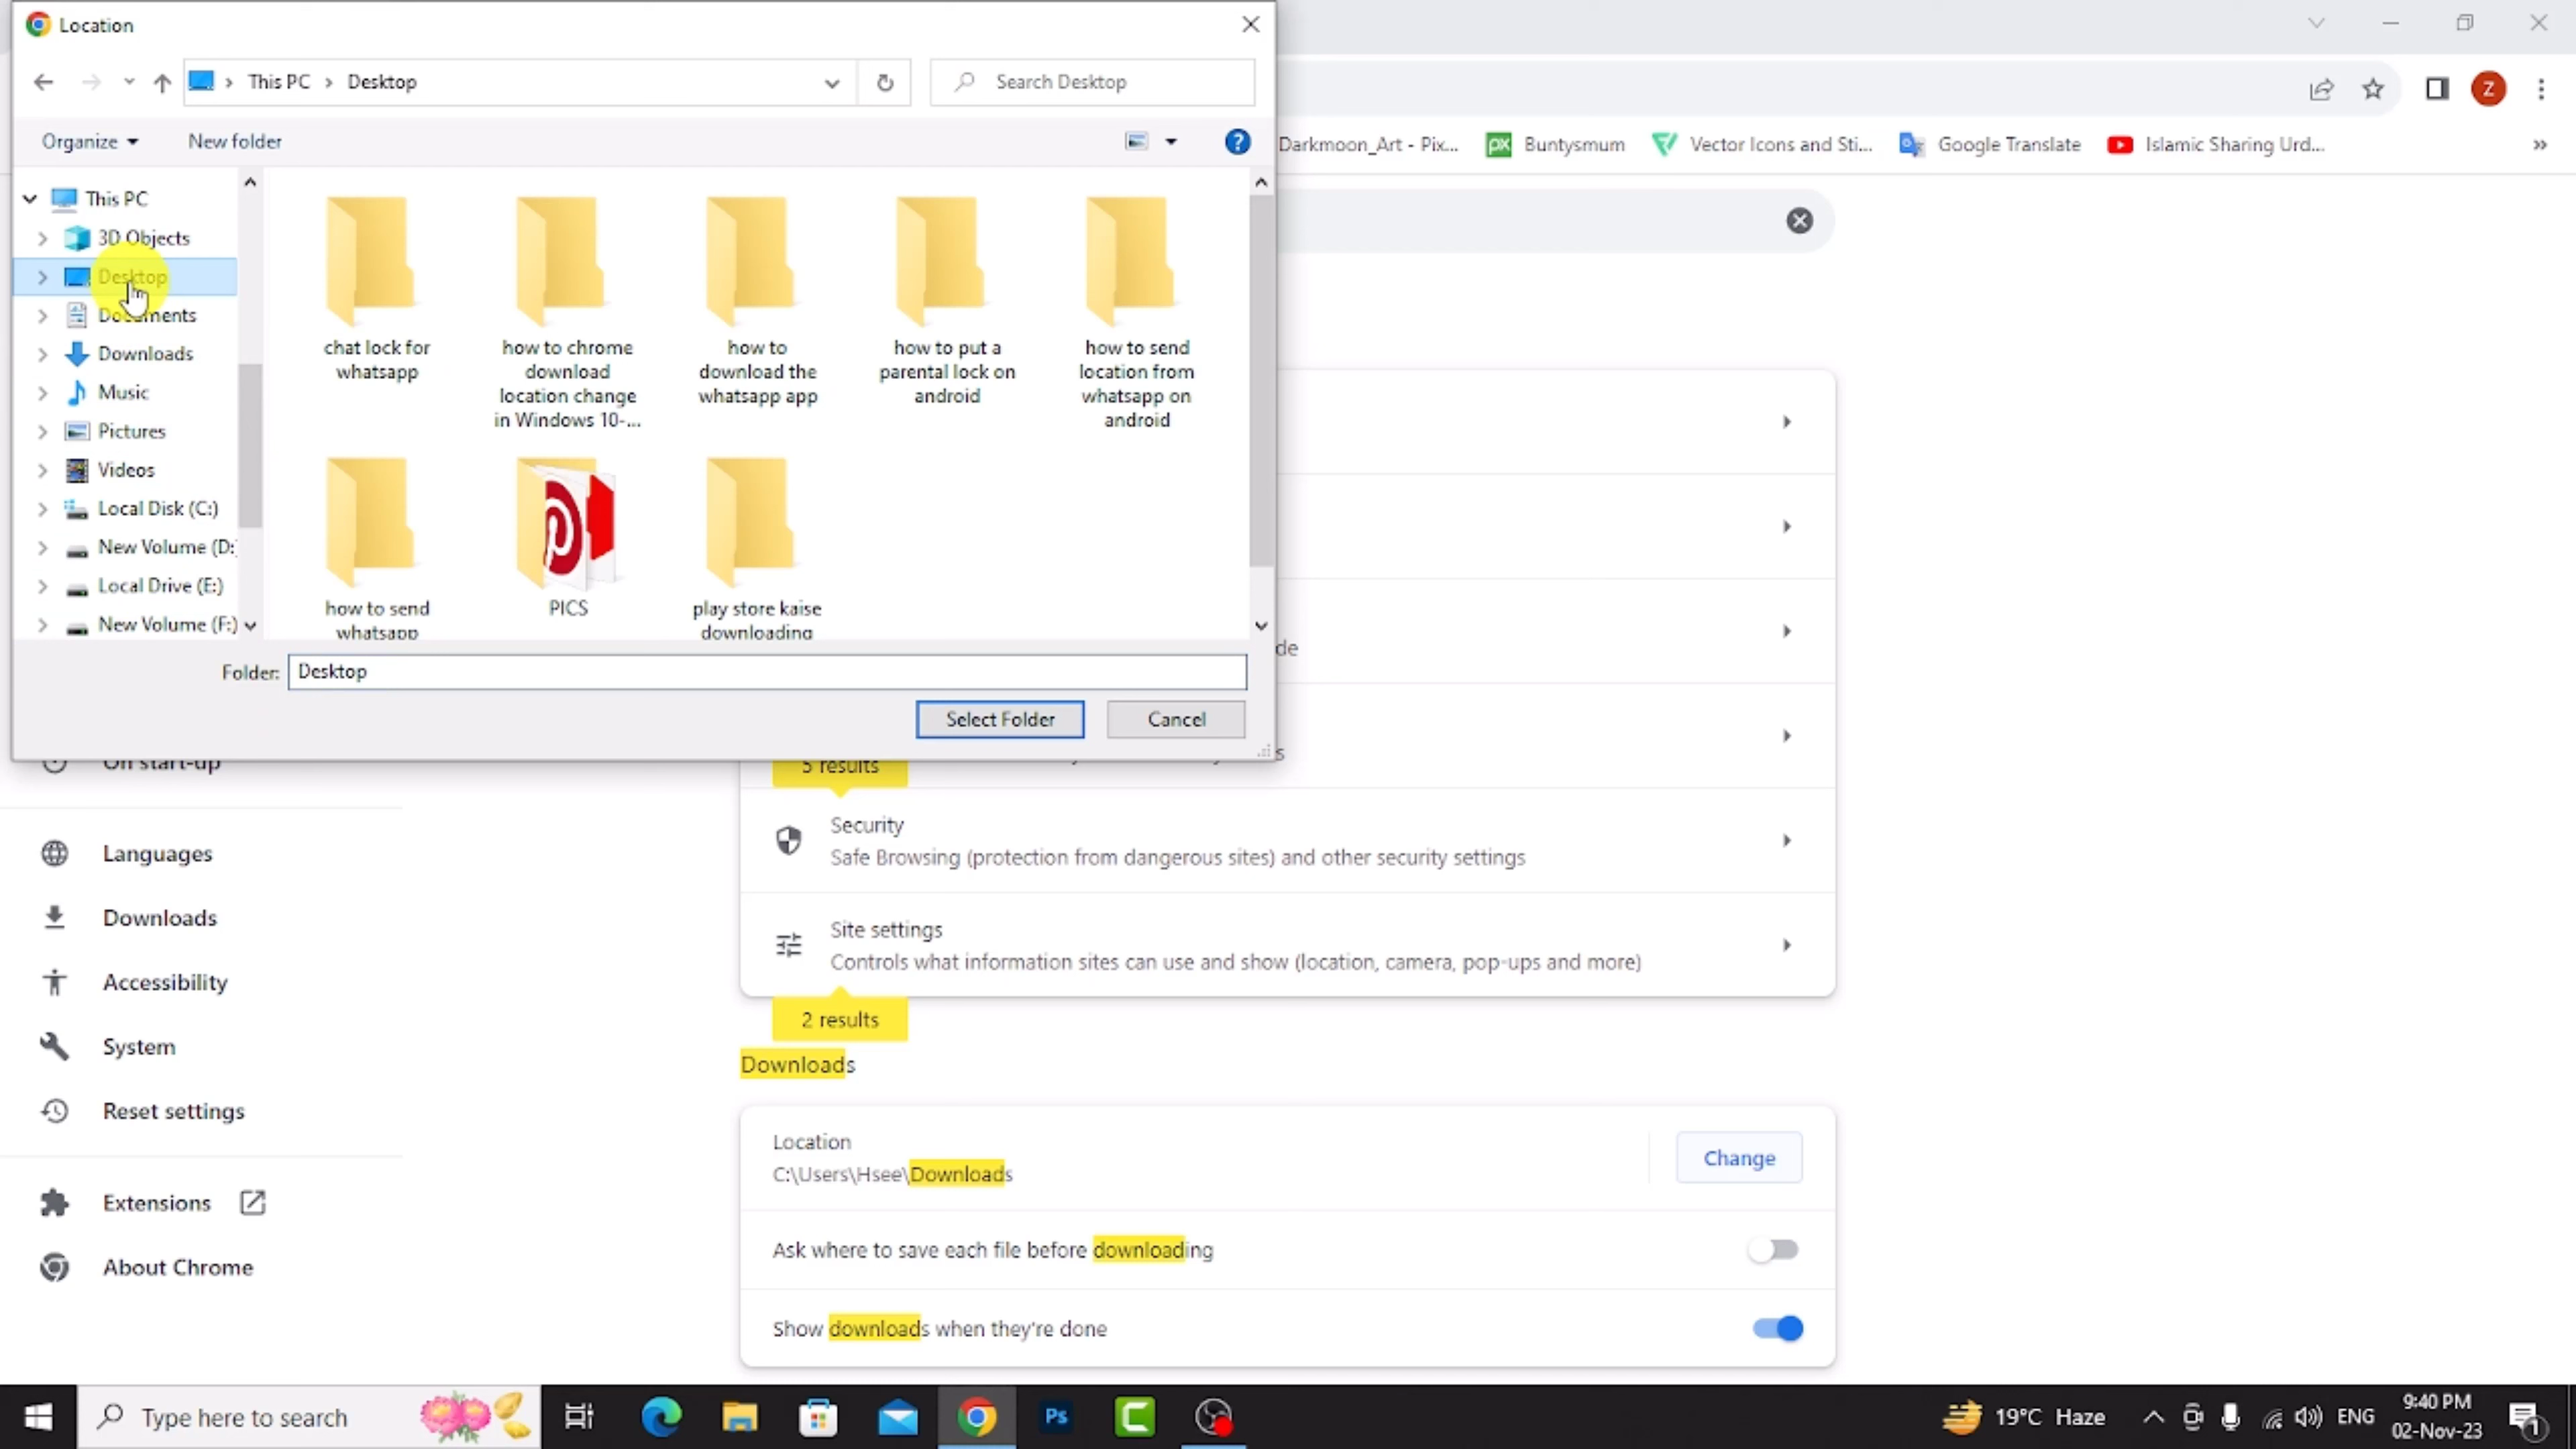 Location
This PC > Desktop
Search Desktop
Organize
New folder
This PC
3D Objects
Desktop
Documents
Downloads
Music
Pictures
Videos
Local Disk (C:)
New Volume (D:
Local Drive (E:)
New Volume (F:)
chat lock for
whatsapp
how to chrome
download
location change
in Windows 10-...
how to
download the
whatsapp app
how to put a
parental lock on
android
how to send
location from
whatsapp on
android
how to send
whatsapp
PICS
play store kaise
downloading
Folder: Desktop
Select Folder
Cancel
Z
Darkmoon_Art - Pix...
px Buntysmum
Vector Icons and Sti...
Google Translate
Islamic Sharing Urd...
»
de
s
On start-up
Languages
Downloads
Accessibility
System
Reset settings
Extensions
About Chrome
5 results
Security
Safe Browsing (protection from dangerous sites) and other security settings
Site settings
Controls what information sites can use and show (location, camera, pop-ups and more)
2 results
Downloads
Location
C:\Users\Hsee\Downloads
Change
Ask where to save each file before downloading
Show downloads when they're done
Type here to search
Ps
19°C Haze
ENG
9:40 PM
02-Nov-23
1